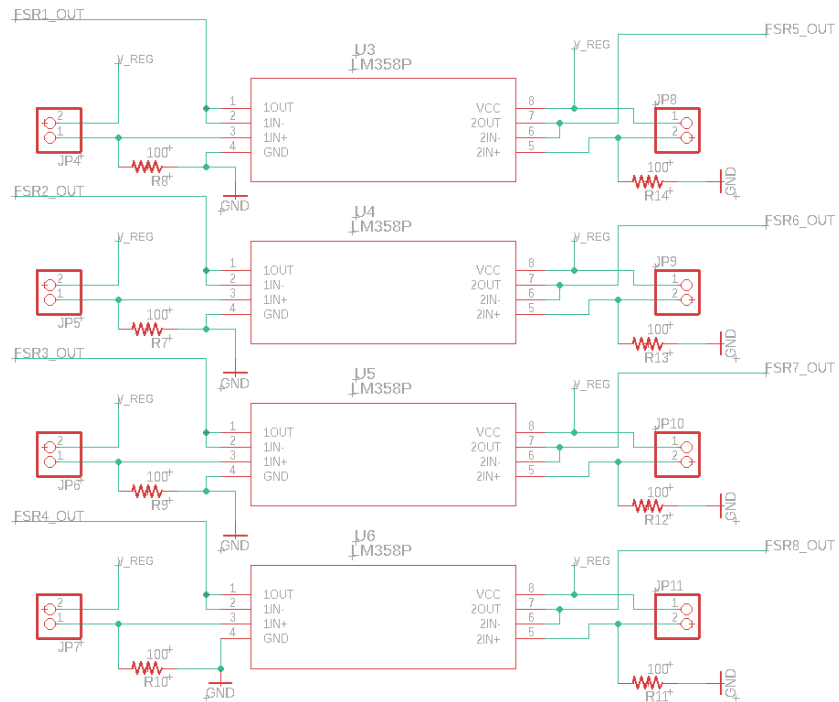 FSR1_OUT
V_REG
2
1
JP4
100
R8
GND
U3
LM358P
1 1OUT
2 1IN-
3 1IN+
4 GND
VCC 8
2OUT 7
2IN- 6
2IN+ 5
V_REG
FSR5_OUT
JP8
1
2
100
R14
GND
FSR2_OUT
V_REG
2
1
JP5
100
R7
GND
U4
LM358P
1 1OUT
2 1IN-
3 1IN+
4 GND
VCC 8
2OUT 7
2IN- 6
2IN+ 5
V_REG
FSR6_OUT
JP9
1
2
100
R13
GND
FSR3_OUT
V_REG
2
1
JP6
100
R9
GND
U5
LM358P
1 1OUT
2 1IN-
3 1IN+
4 GND
VCC 8
2OUT 7
2IN- 6
2IN+ 5
V_REG
FSR7_OUT
JP10
1
2
100
R12
GND
FSR4_OUT
V_REG
2
1
JP7
100
R10
GND
U6
LM358P
1 1OUT
2 1IN-
3 1IN+
4 GND
VCC 8
2OUT 7
2IN- 6
2IN+ 5
V_REG
FSR8_OUT
JP11
1
2
100
R11
GND